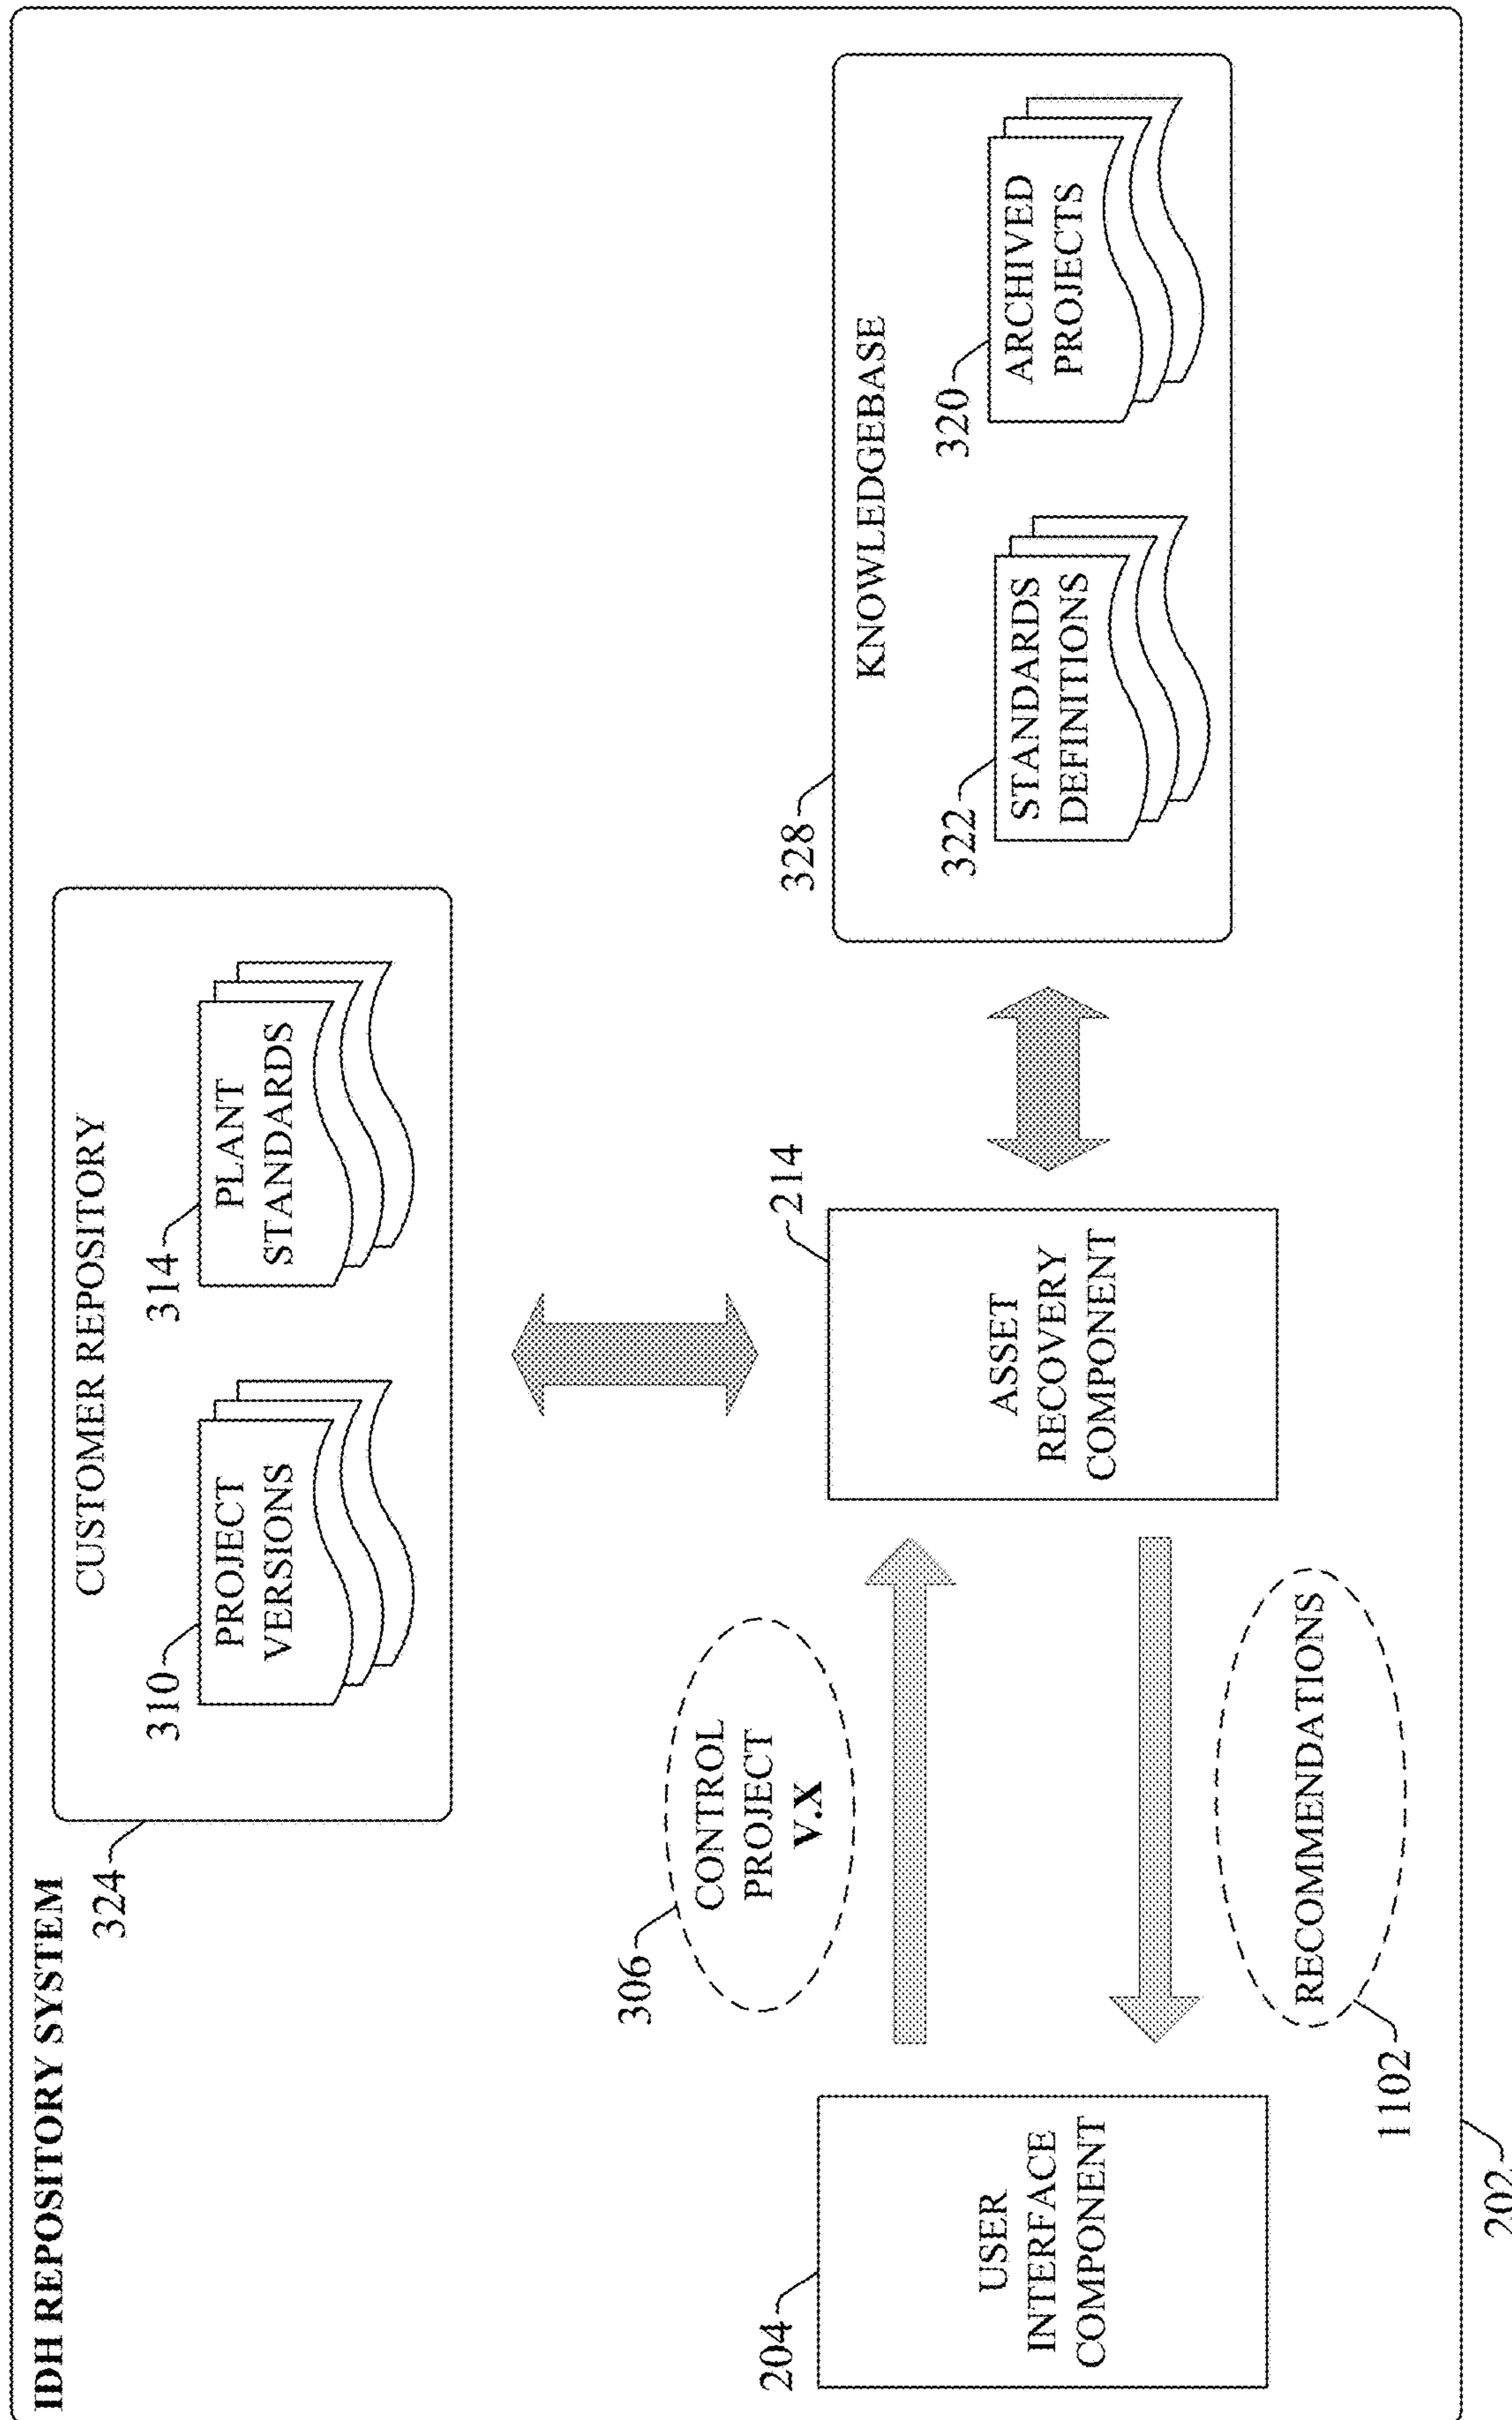 IDH REPOSITORY SYSTEM
324
CUSTOMER REPOSITORY
310
PROJECT
VERSIONS
314
PLANT
STANDARDS
306
CONTROL
PROJECT
V.X
204
USER
INTERFACE
COMPONENT
214
ASSET
RECOVERY
COMPONENT
RECOMMENDATIONS
1102
328
KNOWLEDGEBASE
322
STANDARDS
DEFINITIONS
320
ARCHIVED
PROJECTS
202